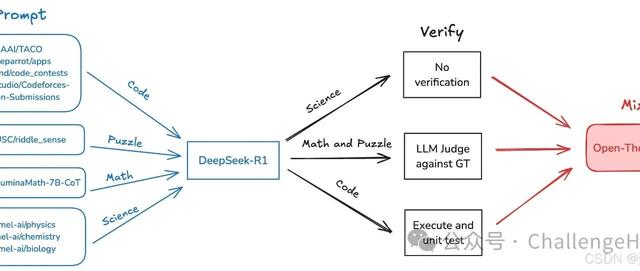 Prompt
AAI/TACO
eparrot/apps
nd/code_contests
tudio/Codeforces-
n-Submissions
Code
JSC/riddle_sense
Puzzle
uminaMath-7B-CoT
Math
mel-ai/physics
mel-ai/chemistry
mel-ai/biology
Science
DeepSeek-R1
Science
Math and Puzzle
Code
Verify
No
verification
LLM Judge
against GT
Execute and
unit test
Mix
Open-Tho
公众号 · ChallengeH
CSDN @